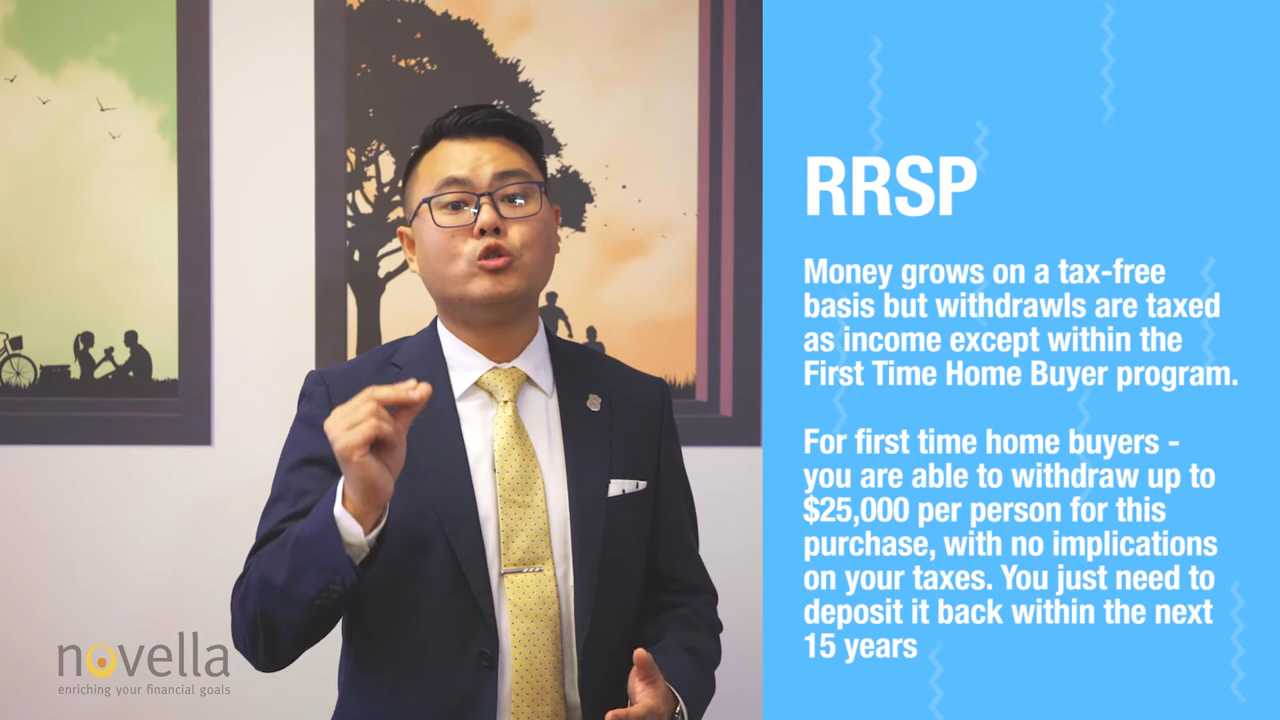 RRSP
Money grows on a tax-free
basis but withdrawls are taxed
as income except within the
First Time Home Buyer program.
For first time home buyers -
you are able to withdraw up to
$25,000 per person for this
purchase, with no implications
on your taxes. You just need to
deposit it back within the next
15 years
novella
enriching your financial goals